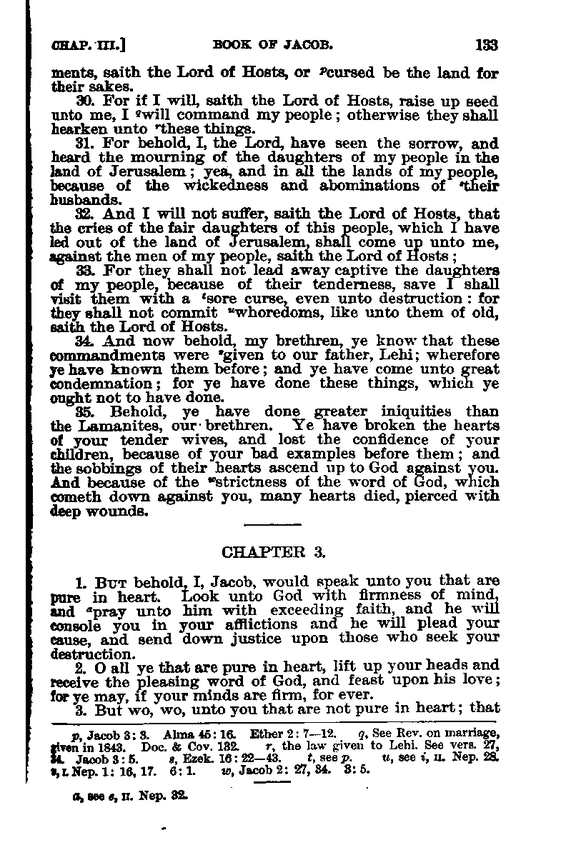 CHAP. III.] BOOK OF JACOB. 133
ments, saith the Lord of Hosts, or pcursed be the land for
their sakes.
30. For if I will, saith the Lord of Hosts, raise up seed
unto me, I qwill command my people; otherwise they shall
hearken unto rthese things.
31. For behold, I, the Lord, have seen the sorrow, and
heard the mourning of the daughters of my people in the
land of Jerusalem; yea, and in all the lands of my people,
because of the wickedness and abominations of stheir
husbands.
32. And I will not suffer, saith the Lord of Hosts, that
the cries of the fair daughters of this people, which I have
led out of the land of Jerusalem, shall come up unto me,
against the men of my people, saith the Lord of Hosts;
33. For they shall not lead away captive the daughters
of my people, because of their tenderness, save I shall
visit them with a tsore curse, even unto destruction: for
they shall not commit uwhoredoms, like unto them of old,
saith the Lord of Hosts.
34. And now behold, my brethren, ye know that these
commandments were vgiven to our father, Lehi; wherefore
ye have known them before; and ye have come unto great
condemnation; for ye have done these things, which ye
ought not to have done.
35. Behold, ye have done greater iniquities than
the Lamanites, our brethren. Ye have broken the hearts
of your tender wives, and lost the confidence of your
children, because of your bad examples before them; and
the sobbings of their hearts ascend up to God against you.
And because of the wstrictness of the word of God, which
cometh down against you, many hearts died, pierced with
deep wounds.
CHAPTER 3.
1. BUT behold, I, Jacob, would speak unto you that are
pure in heart. Look unto God with firmness of mind,
and apray unto him with exceeding faith, and he will
console you in your afflictions and he will plead your
cause, and send down justice upon those who seek your
destruction.
2. O all ye that are pure in heart, lift up your heads and
receive the pleasing word of God, and feast upon his love;
for ye may, if your minds are firm, for ever.
3. But wo, wo, unto you that are not pure in heart; that
p, Jacob 3: 3. Alma 45: 16. Ether 2: 7—12. q, See Rev. on marriage,
given in 1843. Doc. & Cov. 132. r, the law given to Lehi. See vers. 27,
34. Jacob 3: 5. s, Ezek. 16: 22—43. t, see p. u, see i, II. Nep. 28.
v, I. Nep. 1: 16, 17. 6: 1. w, Jacob 2: 27, 34. 3: 5.
a, see e, II. Nep. 32.